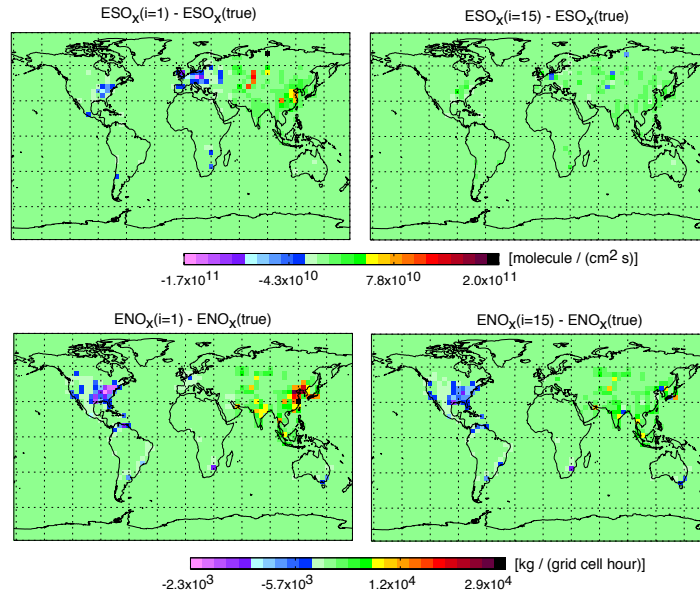 ESOX(i=1) - ESOX(true)
ESOX(i=15) - ESOX(true)
[molecule / (cm2 s)]
-1.7x10^11 -4.3x10^10 7.8x10^10 2.0x10^11
ENOX(i=1) - ENOX(true)
ENOX(i=15) - ENOX(true)
[kg / (grid cell hour)]
-2.3x10^3 -5.7x10^3 1.2x10^4 2.9x10^4